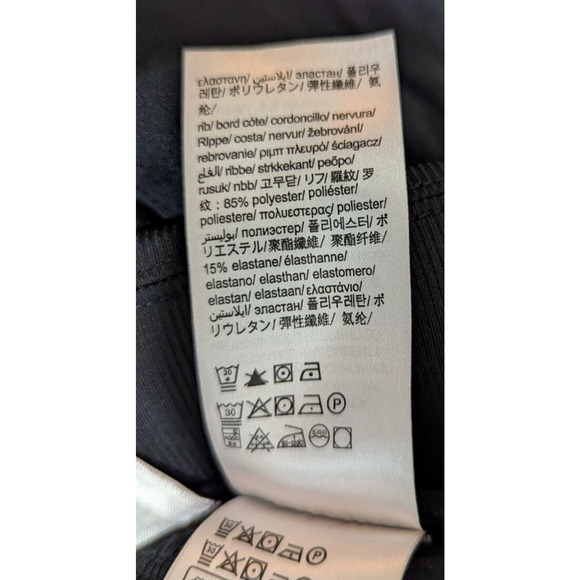 ελαστανη/ ايلاستين/ эластан/ 폴리우
레탄/ ポリウレタン/ 彈性纖維/ 氨
纶/
rib/ bord côte/ cordoncillo/ nervura/
Rippe/ costa/ nervur/ žebrování/
rebrovanie/ ριμπ πλευρό/ ściągacz/
الضلع/ ribbe/ strikkekant/ ребро/
rusuk/ nbb/ 고무단/ リブ/ 羅紋/ 罗
纹 : 85% polyester/ poliéster/
poliestere/ πολυεστερας/ poliester/
بوليستر/ полиэстер/ 폴리에스터/ ポ
リエステル/ 聚酯纖維/ 聚酯纤维/
15% elastane/ élasthanne/
elastano/ elasthan/ elastomero/
elastan/ elastaan/ ελαστάνιο/
ايلاستين/ эластан/ 폴리우레탄/ ポ
リウレタン/ 彈性纖維/ 氨纶/
30
30 P
30 P